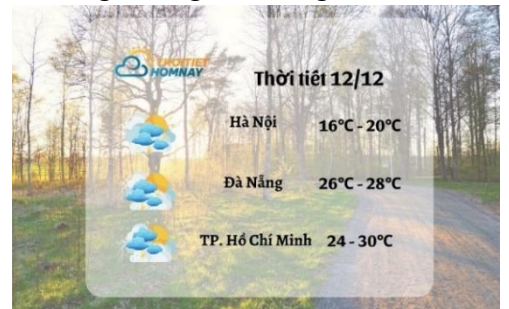 THOITIET
HOMNAY
Thời tiết 12/12
Hà Nội 16°C - 20°C
Đà Nẵng 26°C - 28°C
TP. Hồ Chí Minh 24 - 30°C